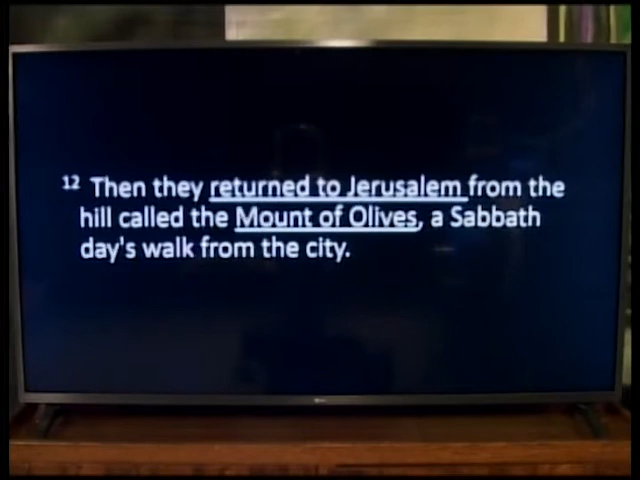 12 Then they returned to Jerusalem from the
hill called the Mount of Olives, a Sabbath
day's walk from the city.